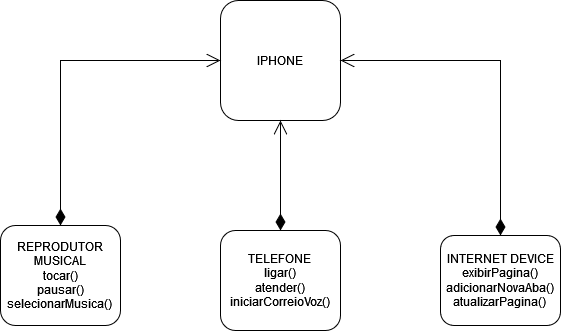 IPHONE
REPRODUTOR
MUSICAL
tocar()
pausar()
selecionarMusica()
TELEFONE
ligar()
atender()
iniciarCorreioVoz()
INTERNET DEVICE
exibirPagina()
adicionarNovaAba()
atualizarPagina()